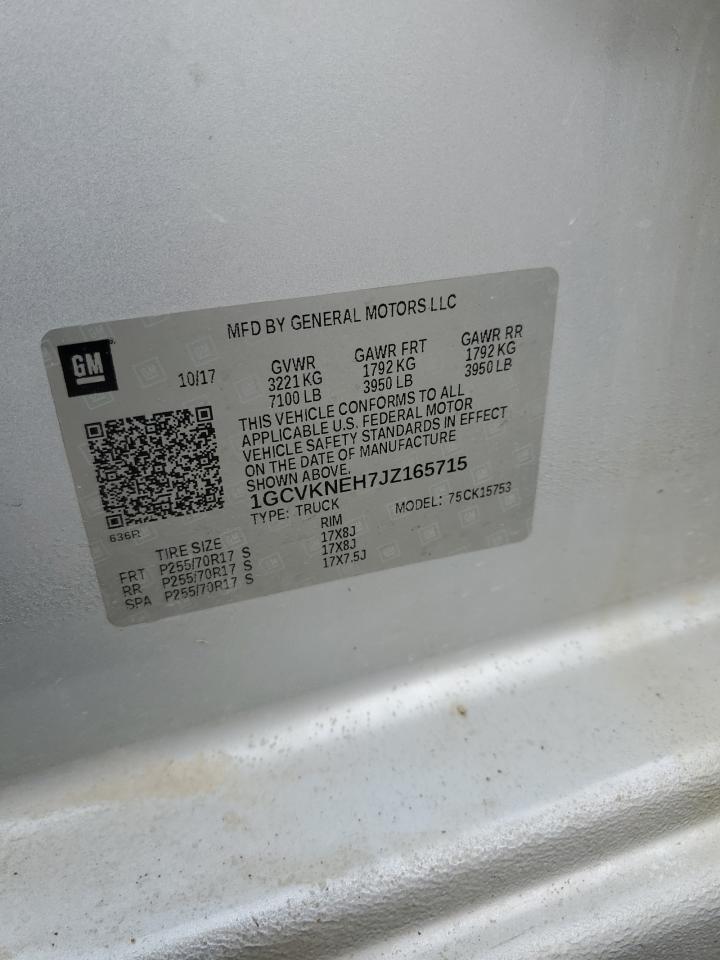 MFD BY GENERAL MOTORS LLC
GM
10/17
GVWR GAWR FRT GAWR RR
3221 KG 1792 KG 1792 KG
7100 LB 3950 LB 3950 LB
THIS VEHICLE CONFORMS TO ALL
APPLICABLE U.S. FEDERAL MOTOR
VEHICLE SAFETY STANDARDS IN EFFECT
ON THE DATE OF MANUFACTURE
SHOWN ABOVE.
1GCVKNEH7JZ165715
TYPE: TRUCK MODEL: 75CK15753
636R
TIRE SIZE RIM
FRT P255/70R17 S 17X8J
RR P255/70R17 S 17X8J
SPA P255/70R17 S 17X7.5J